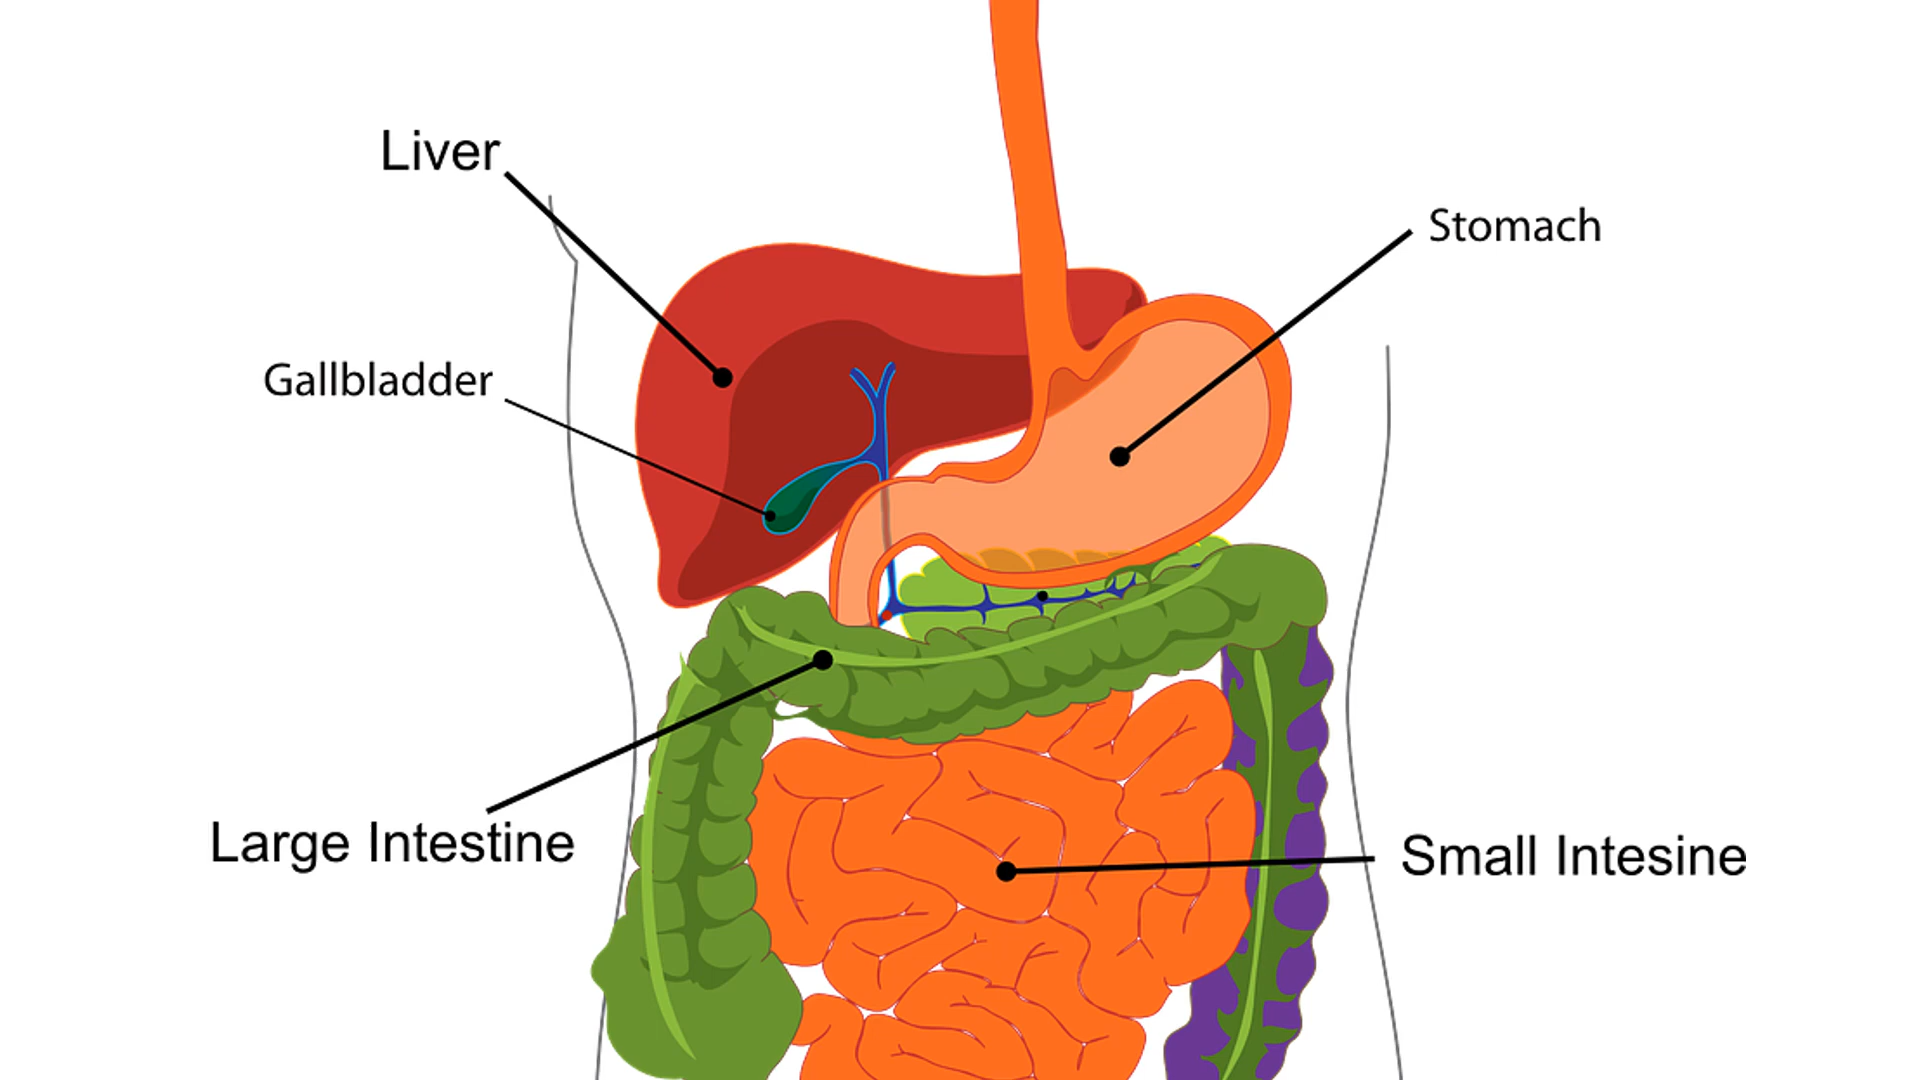 Liver
Stomach
Gallbladder
Large Intestine
Small Intesine